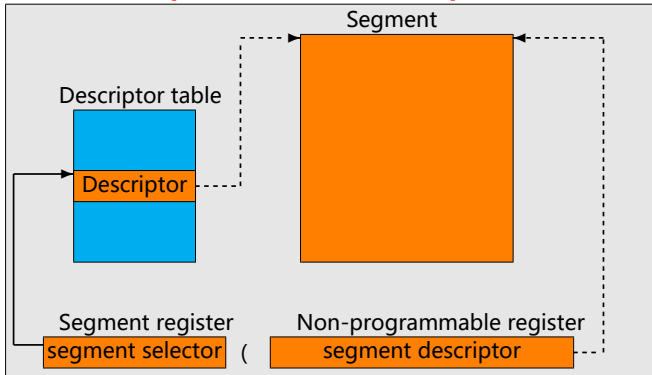 Segment
Descriptor table
Descriptor
Segment register
Non-programmable register
segment selector
(
segment descriptor